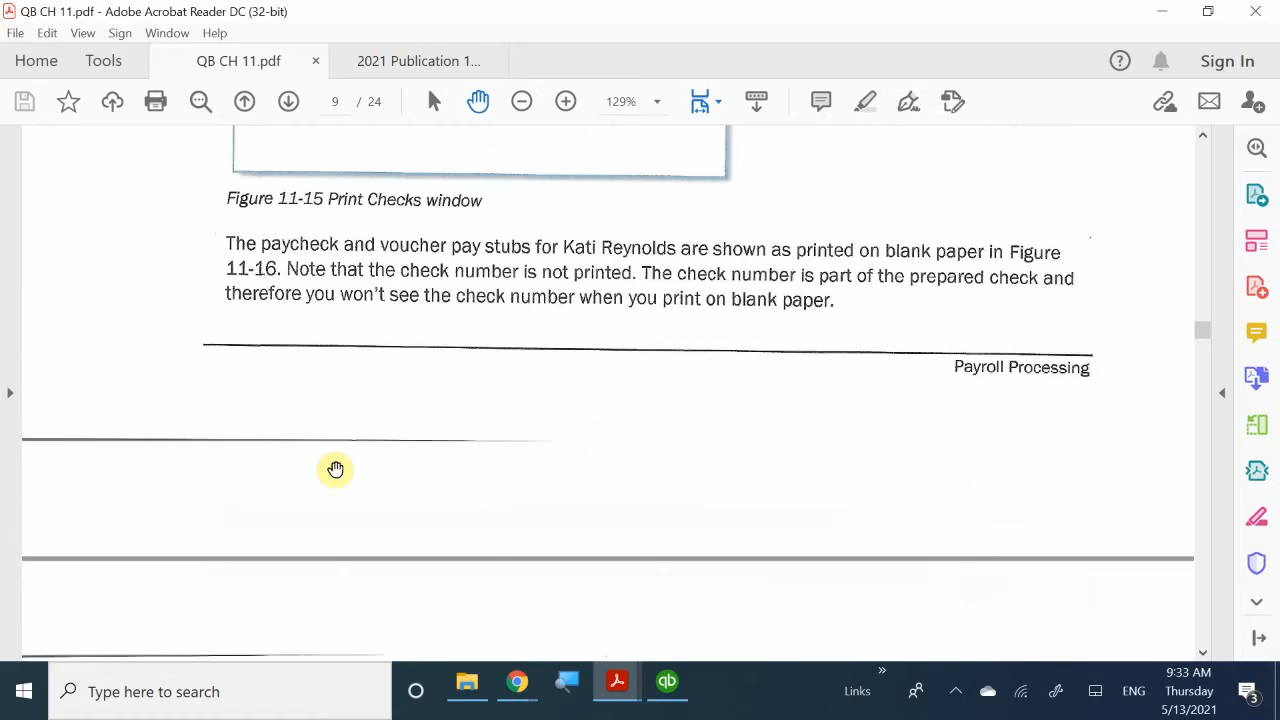 QB CH 11.pdf - Adobe Acrobat Reader DC (32-bit)
File Edit View Sign Window Help
Home Tools QB CH 11.pdf × 2021 Publication 1... ? Sign In
9 / 24 129%
Figure 11-15 Print Checks window
The paycheck and voucher pay stubs for Kati Reynolds are shown as printed on blank paper in Figure
11-16. Note that the check number is not printed. The check number is part of the prepared check and
therefore you won't see the check number when you print on blank paper.
Payroll Processing
Type here to search
qb
Links
»
ENG
9:33 AM
Thursday
5/13/2021
3